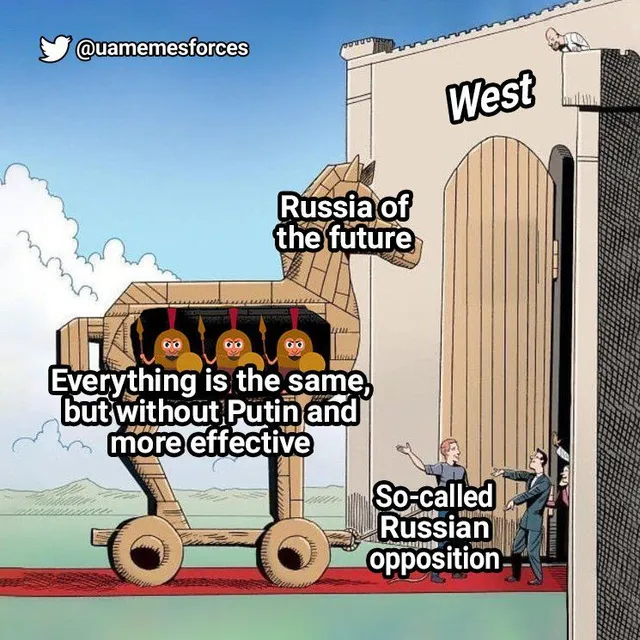 @uamemesforces
West
Russia of
the future
Everything is the same,
but without Putin and
more effective
So-called
Russian
opposition